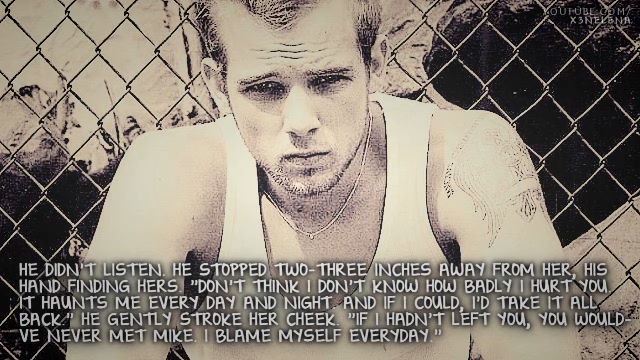 YOUTUBE.COM/
X3NELENA
HE DIDN'T LISTEN. HE STOPPED TWO-THREE INCHES AWAY FROM HER, HIS
HAND FINDING HERS. "DON'T THINK I DON'T KNOW HOW BADLY I HURT YOU.
IT HAUNTS ME EVERY DAY AND NIGHT. AND IF I COULD, I'D TAKE IT ALL
BACK." HE GENTLY STROKE HER CHEEK. "IF I HADN'T LEFT YOU, YOU WOULD-
VE NEVER MET MIKE. I BLAME MYSELF EVERYDAY."